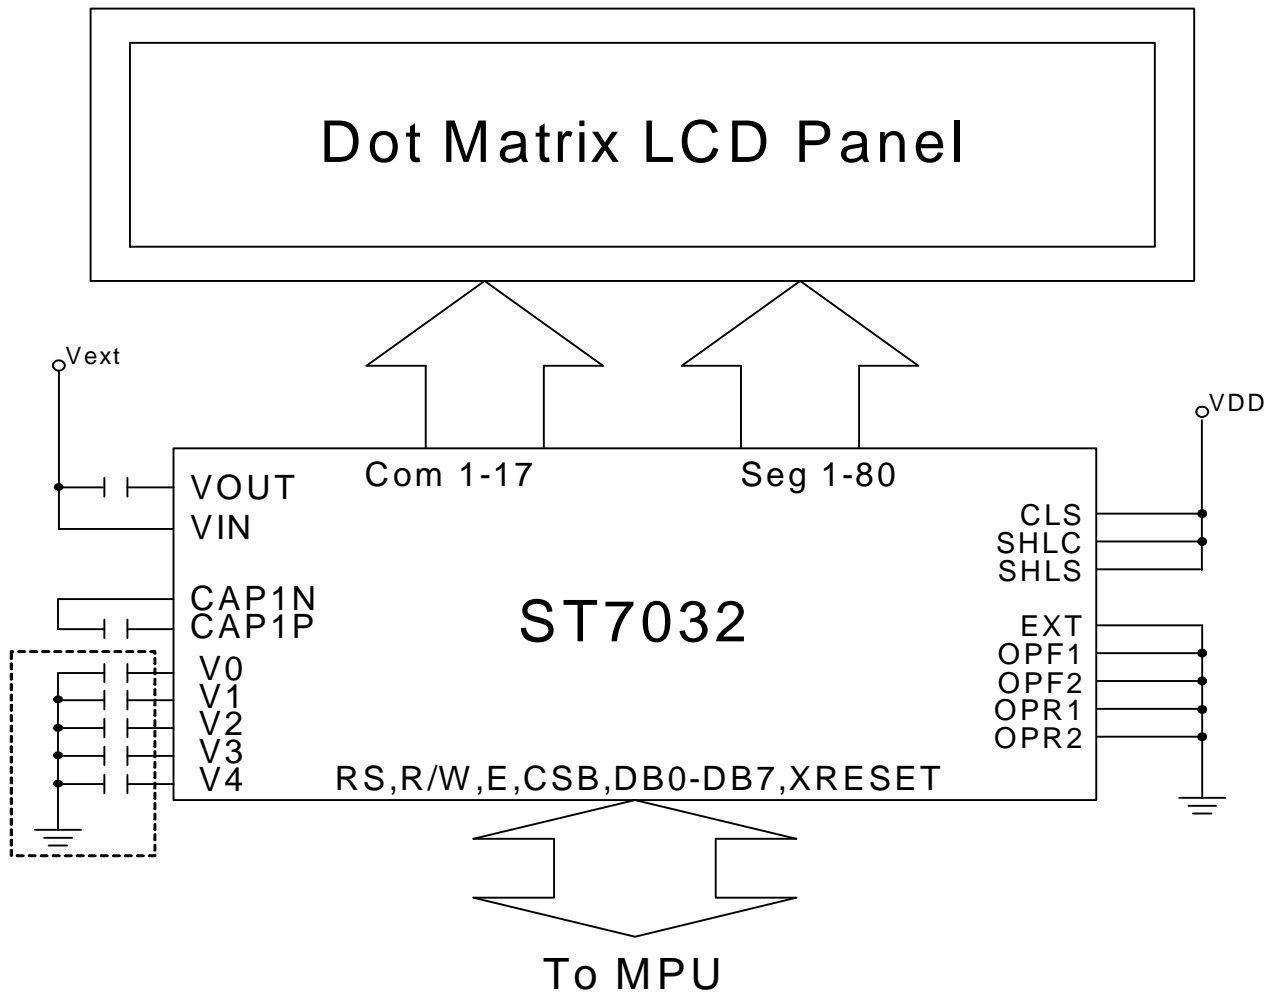 Dot Matrix LCD Panel
Vext
VDD
Com 1-17
Seg 1-80
VOUT
VIN
CAP1N
CAP1P
V0
V1
V2
V3
V4
ST7032
CLS
SHLC
SHLS
EXT
OPF1
OPF2
OPR1
OPR2
RS,R/W,E,CSB,DB0-DB7,XRESET
To MPU